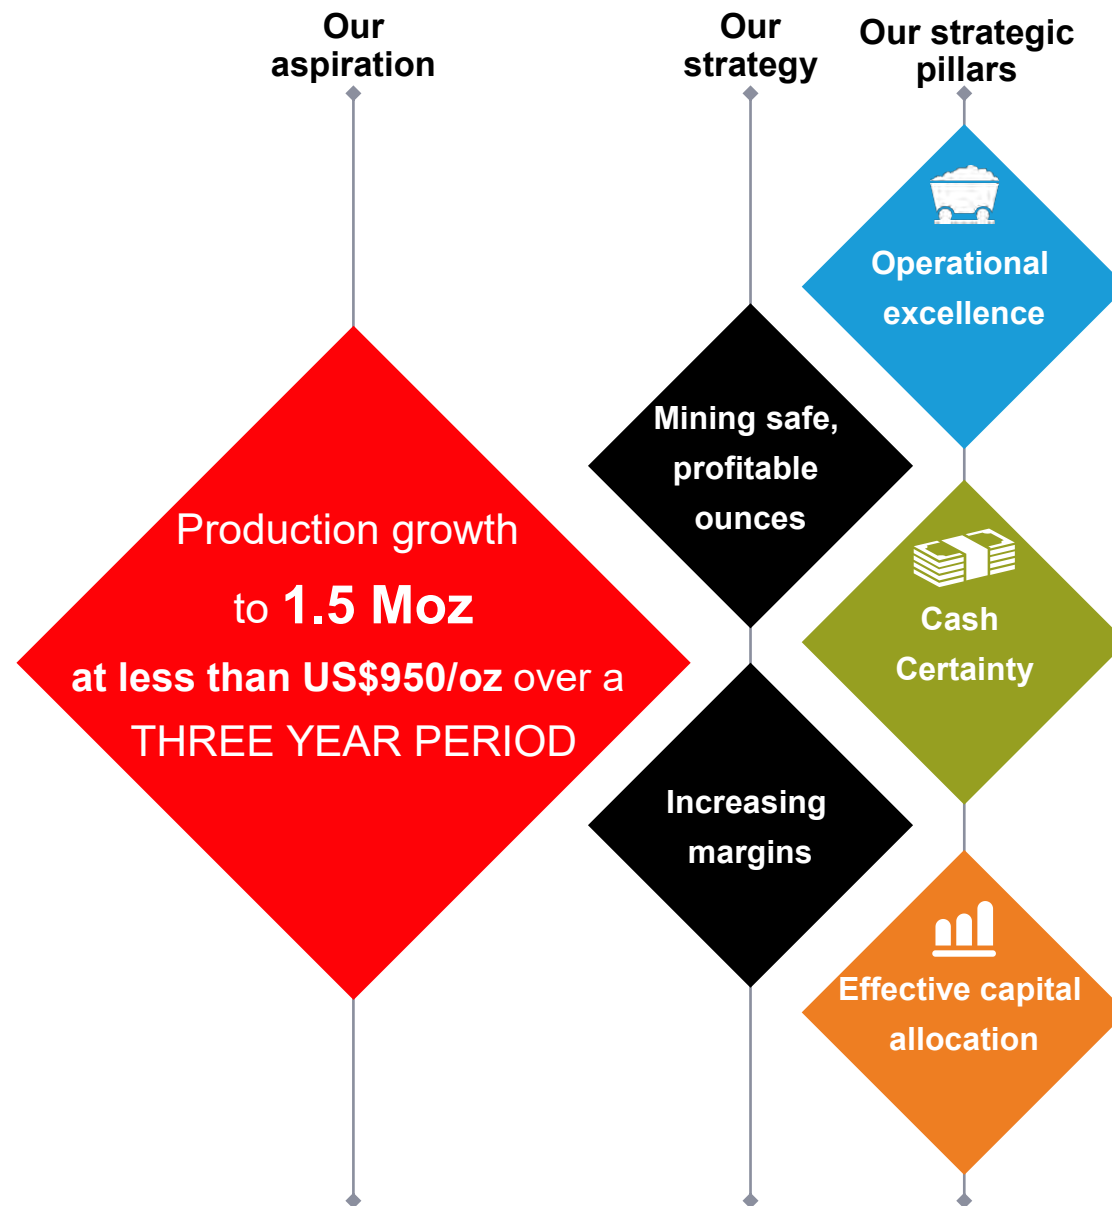 Our
aspiration
Production growth
to 1.5 Moz
at less than US$950/oz over a
THREE YEAR PERIOD
Our
strategy
Mining safe,
profitable
ounces
Increasing
margins
Our strategic
pillars
Operational
excellence
Cash
Certainty
Effective capital
allocation